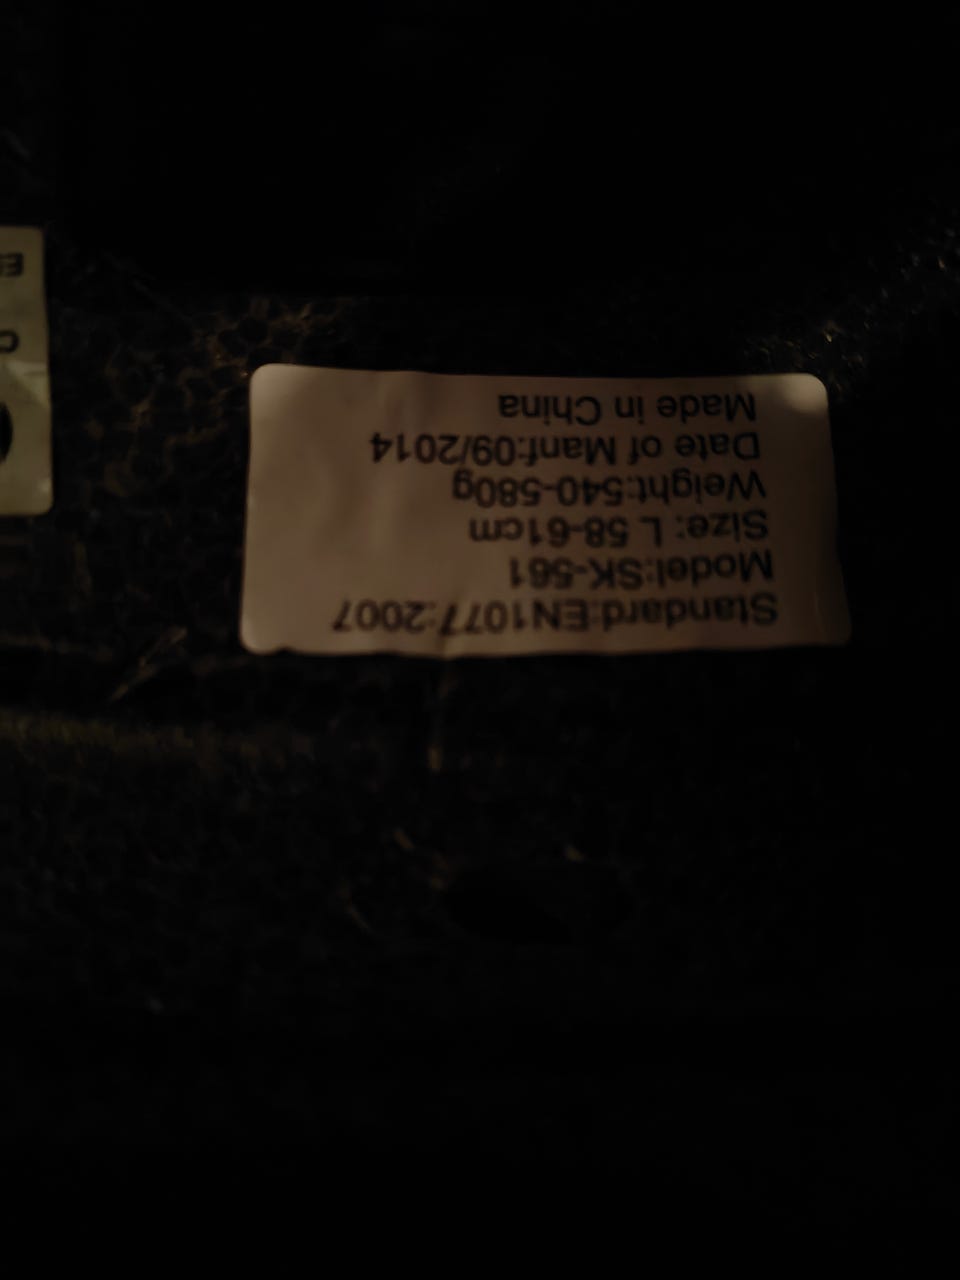 Standard:EN1077:2007
Model:SK-561
Size: L 58-61cm
Weight:540-580g
Date of Manf:09/2014
Made in China